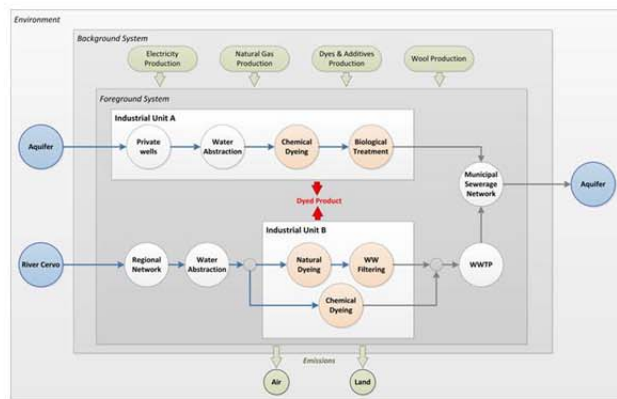 Environment
Background System
Electricity
Production
Natural Gas
Production
Dyes & Additives
Production
Wool Production
Foreground System
Industrial Unit A
Aquifer
Private
wells
Water
Abstraction
Chemical
Dyeing
Biological
Treatment
Municipal
Sewerage
Network
Aquifer
Dyed Product
Industrial Unit B
River Cervo
Regional
Network
Water
Abstraction
Natural
Dyeing
WW
Filtering
WWTP
Chemical
Dyeing
Emissions
Air
Land